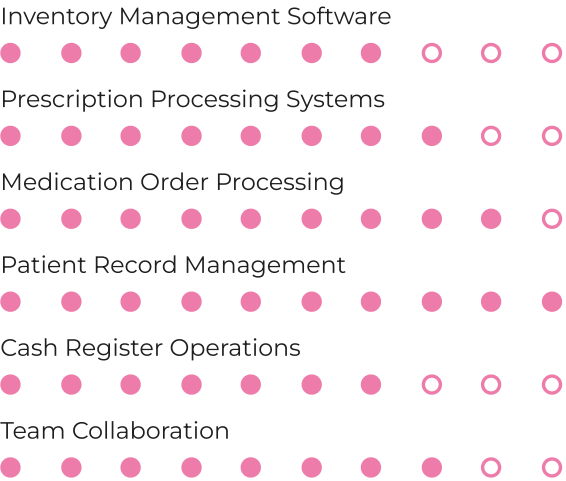 Inventory Management Software
Prescription Processing Systems
Medication Order Processing
Patient Record Management
Cash Register Operations
Team Collaboration